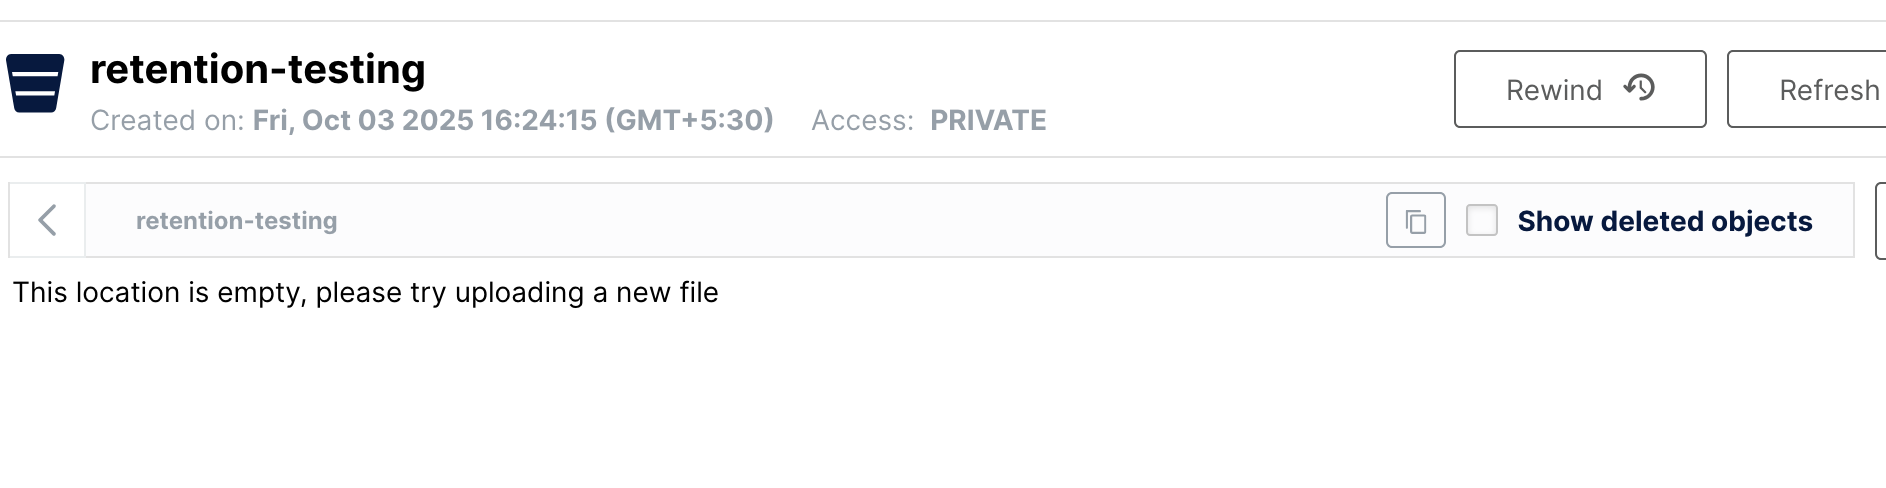 retention-testing
Created on: Fri, Oct 03 2025 16:24:15 (GMT+5:30) Access: PRIVATE
Rewind
Refresh
retention-testing
Show deleted objects
This location is empty, please try uploading a new file